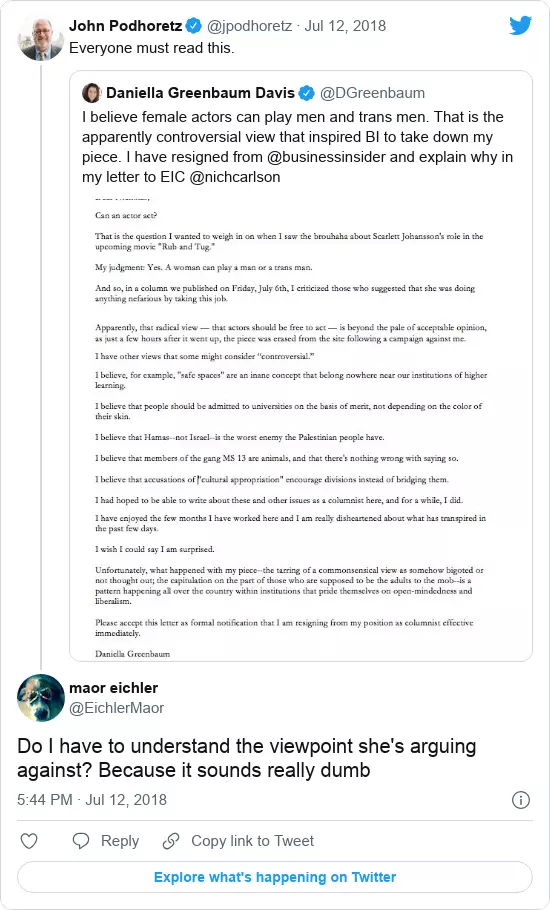 John Podhoretz @jpodhoretz · Jul 12, 2018
Everyone must read this.
Daniella Greenbaum Davis @DGreenbaum
I believe female actors can play men and trans men. That is the
apparently controversial view that inspired BI to take down my
piece. I have resigned from @businessinsider and explain why in
my letter to EIC @nichcarlson
Can an actor act?
That is the question I wanted to weigh in on when I saw the brouhaha about Scarlett Johansson's role in the
upcoming movie "Rub and Tug."
My judgment: Yes. A woman can play a man or a trans man.
And so, in a column we published on Friday, July 6th, I criticized those who suggested that she was doing
anything nefarious by taking this job.
Apparently, that radical view — that actors should be free to act — is beyond the pale of acceptable opinion,
as just a few hours after it went up, the piece was erased from the site following a campaign against me.
I have other views that some might consider “controversial.”
I believe, for example, "safe spaces" are an inane concept that belong nowhere near our institutions of higher
learning.
I believe that people should be admitted to universities on the basis of merit, not depending on the color of
their skin.
I believe that Hamas--not Israel--is the worst enemy the Palestinian people have.
I believe that members of the gang MS 13 are animals, and that there's nothing wrong with saying so.
I believe that accusations of "cultural appropriation" encourage divisions instead of bridging them.
I had hoped to be able to write about these and other issues as a columnist here, and for a while, I did.
I have enjoyed the few months I have worked here and I am really disheartened about what has transpired in
the past few days.
I wish I could say I am surprised.
Unfortunately, what happened with my piece--the tarring of a commonsensical view as somehow bigoted or
not thought out; the capitulation on the part of those who are supposed to be the adults to the mob--is a
pattern happening all over the country within institutions that pride themselves on open-mindedness and
liberalism.
Please accept this letter as formal notification that I am resigning from my position as columnist effective
immediately.
Daniella Greenbaum
maor eichler
@EichlerMaor
Do I have to understand the viewpoint she's arguing
against? Because it sounds really dumb
5:44 PM · Jul 12, 2018
Reply Copy link to Tweet
Explore what's happening on Twitter